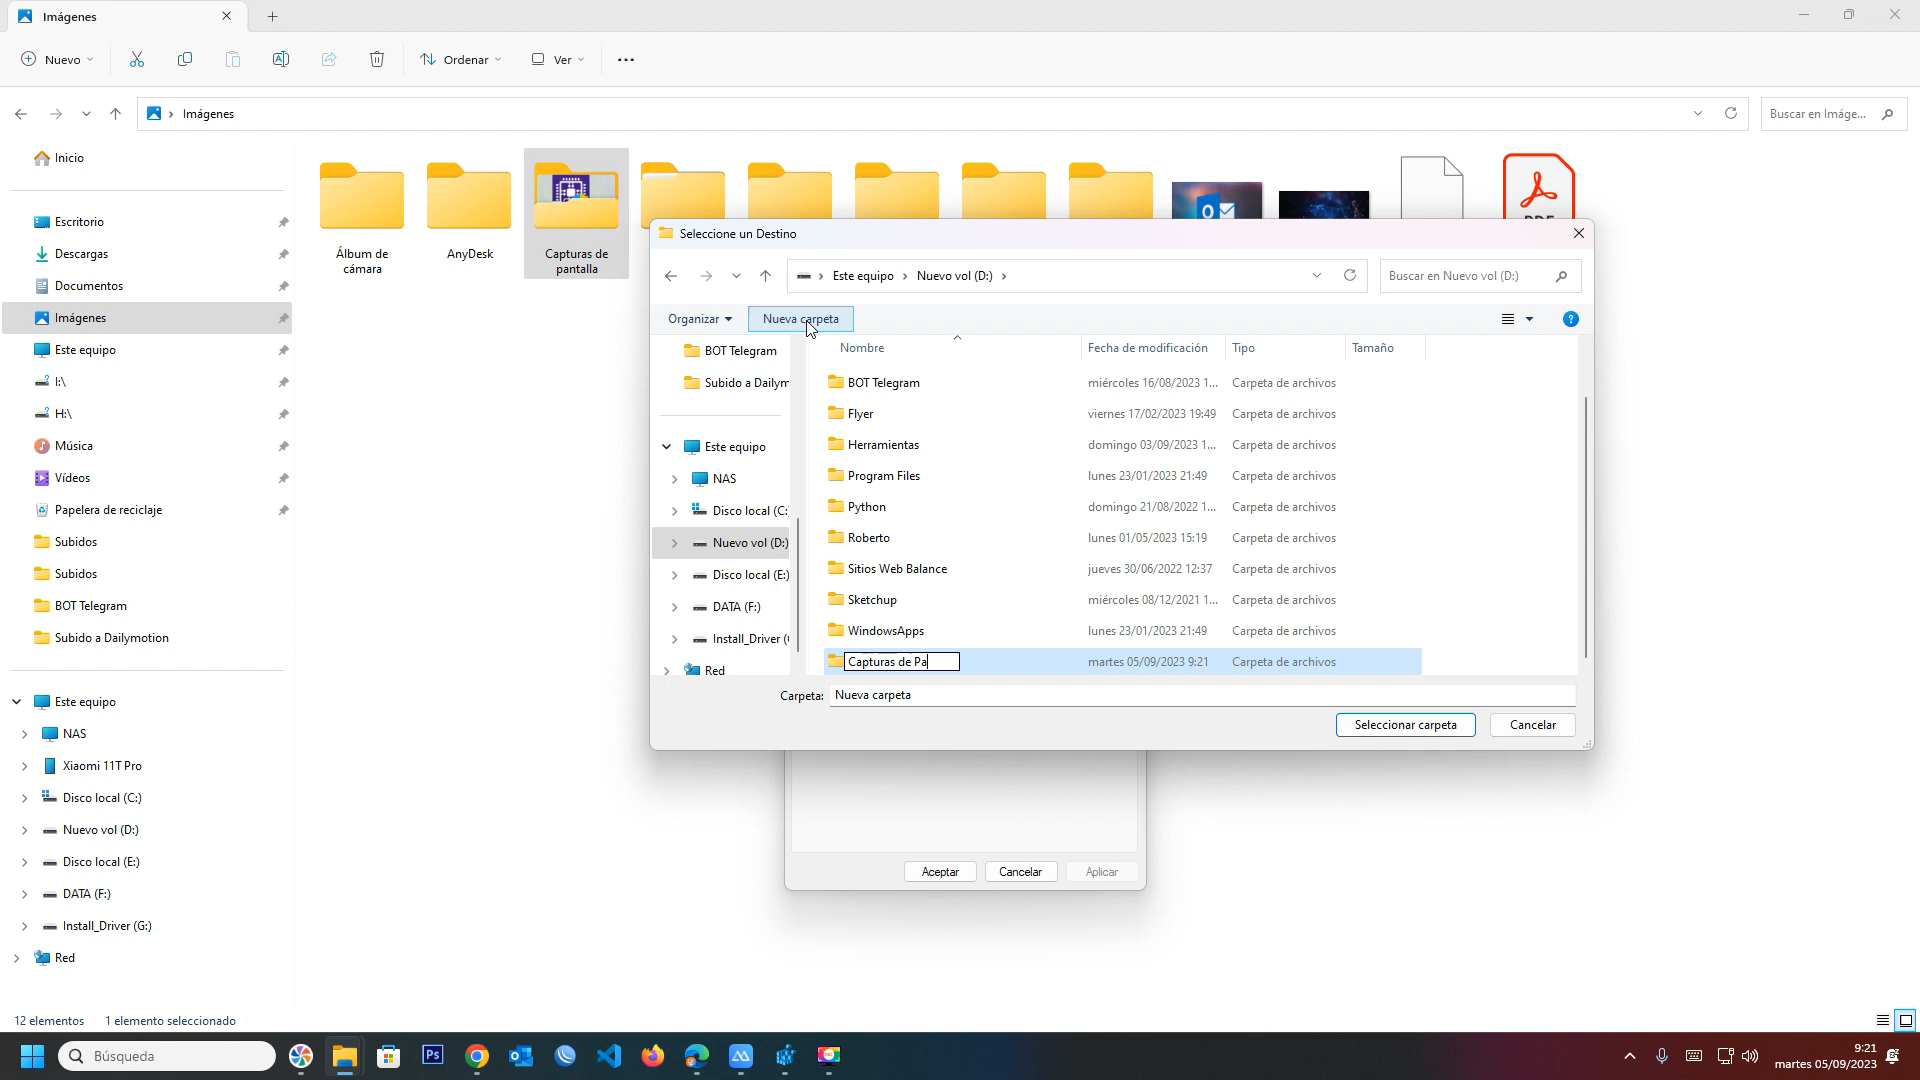 Imágenes
Nuevo
Ordenar
Ver
Imágenes
Buscar en Imáge...
Inicio
Escritorio
Descargas
Documentos
Imágenes
Este equipo
I:\
H:\
Música
Vídeos
Papelera de reciclaje
Subidos
Subidos
BOT Telegram
Subido a Dailymotion
Este equipo
NAS
Xiaomi 11T Pro
Disco local (C:)
Nuevo vol (D:)
Disco local (E:)
DATA (F:)
Install_Driver (G:)
Red
Álbum de
cámara
AnyDesk
Capturas de
pantalla
Seleccione un Destino
Este equipo
Nuevo vol (D:)
Buscar en Nuevo vol (D:)
Organizar
Nueva carpeta
BOT Telegram
Subido a Dailym
Este equipo
NAS
Disco local (C:
Nuevo vol (D:)
Disco local (E:)
DATA (F:)
Install_Driver (
Red
Nombre Fecha de modificación Tipo Tamaño
BOT Telegram miércoles 16/08/2023 1... Carpeta de archivos
Flyer viernes 17/02/2023 19:49 Carpeta de archivos
Herramientas domingo 03/09/2023 1... Carpeta de archivos
Program Files lunes 23/01/2023 21:49 Carpeta de archivos
Python domingo 21/08/2022 1... Carpeta de archivos
Roberto lunes 01/05/2023 15:19 Carpeta de archivos
Sitios Web Balance jueves 30/06/2022 12:37 Carpeta de archivos
Sketchup miércoles 08/12/2021 1... Carpeta de archivos
WindowsApps lunes 23/01/2023 21:49 Carpeta de archivos
Capturas de Pa martes 05/09/2023 9:21 Carpeta de archivos
Carpeta: Nueva carpeta
Seleccionar carpeta
Cancelar
Aceptar
Cancelar
Aplicar
12 elementos
1 elemento seleccionado
Búsqueda
Ps
9:21
martes 05/09/2023